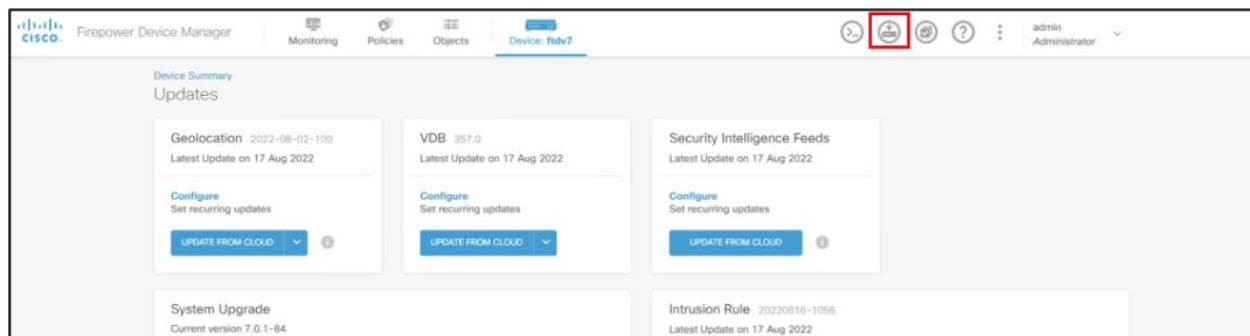 CISCO.
Firepower Device Manager
Monitoring
Policies
Objects
Device: ftdv7
admin
Administrator
Device Summary
Updates
Geolocation 2022-08-02-100
Latest Update on 17 Aug 2022
Configure
Set recurring updates
UPDATE FROM CLOUD
VDB 357.0
Latest Update on 17 Aug 2022
Configure
Set recurring updates
UPDATE FROM CLOUD
Security Intelligence Feeds
Latest Update on 17 Aug 2022
Configure
Set recurring updates
UPDATE FROM CLOUD
System Upgrade
Current version 7.0.1-84
Intrusion Rule 20220816-1056
Latest Update on 17 Aug 2022